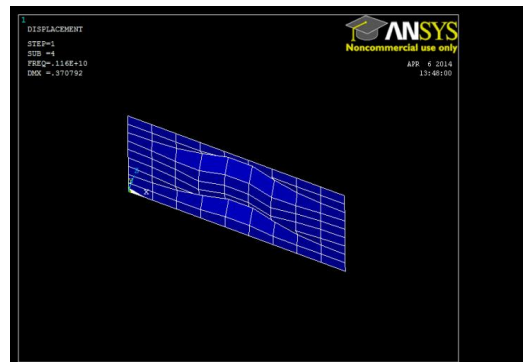 1
DISPLACEMENT
STEP=1
SUB =4
FREQ=.116E+10
DMX =.370792
ANSYS
Noncommercial use only
APR 6 2014
13:48:00
X